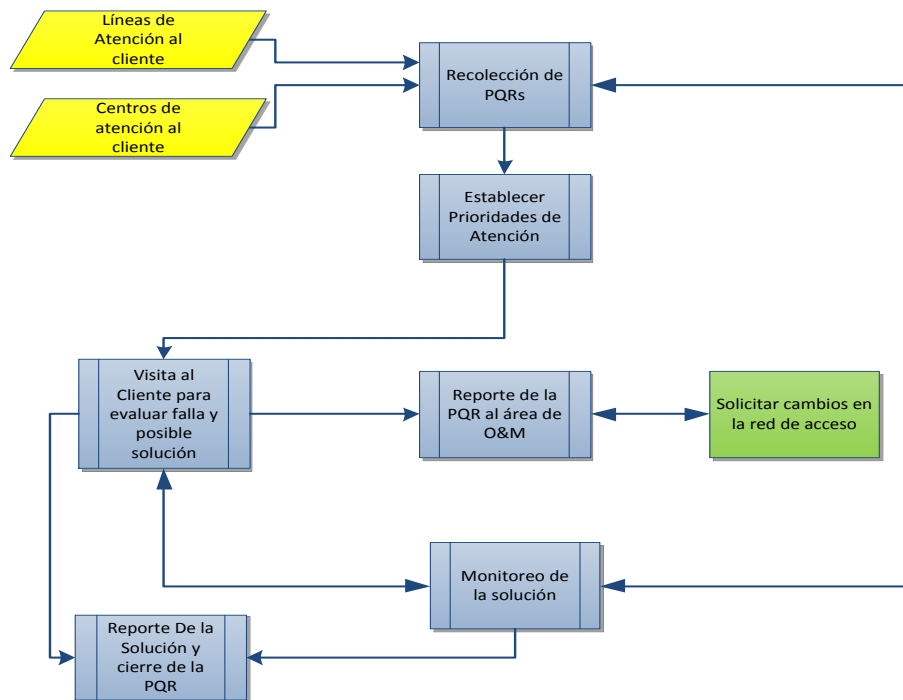 Líneas de
Atención al
cliente
Centros de
atención al
cliente
Recolección de
PQRs
Establecer
Prioridades de
Atención
Visita al
Cliente para
evaluar falla y
posible
solución
Reporte de la
PQR al área de
O&M
Solicitar cambios en
la red de acceso
Monitoreo de
la solución
Reporte De la
Solución y
cierre de la
PQR